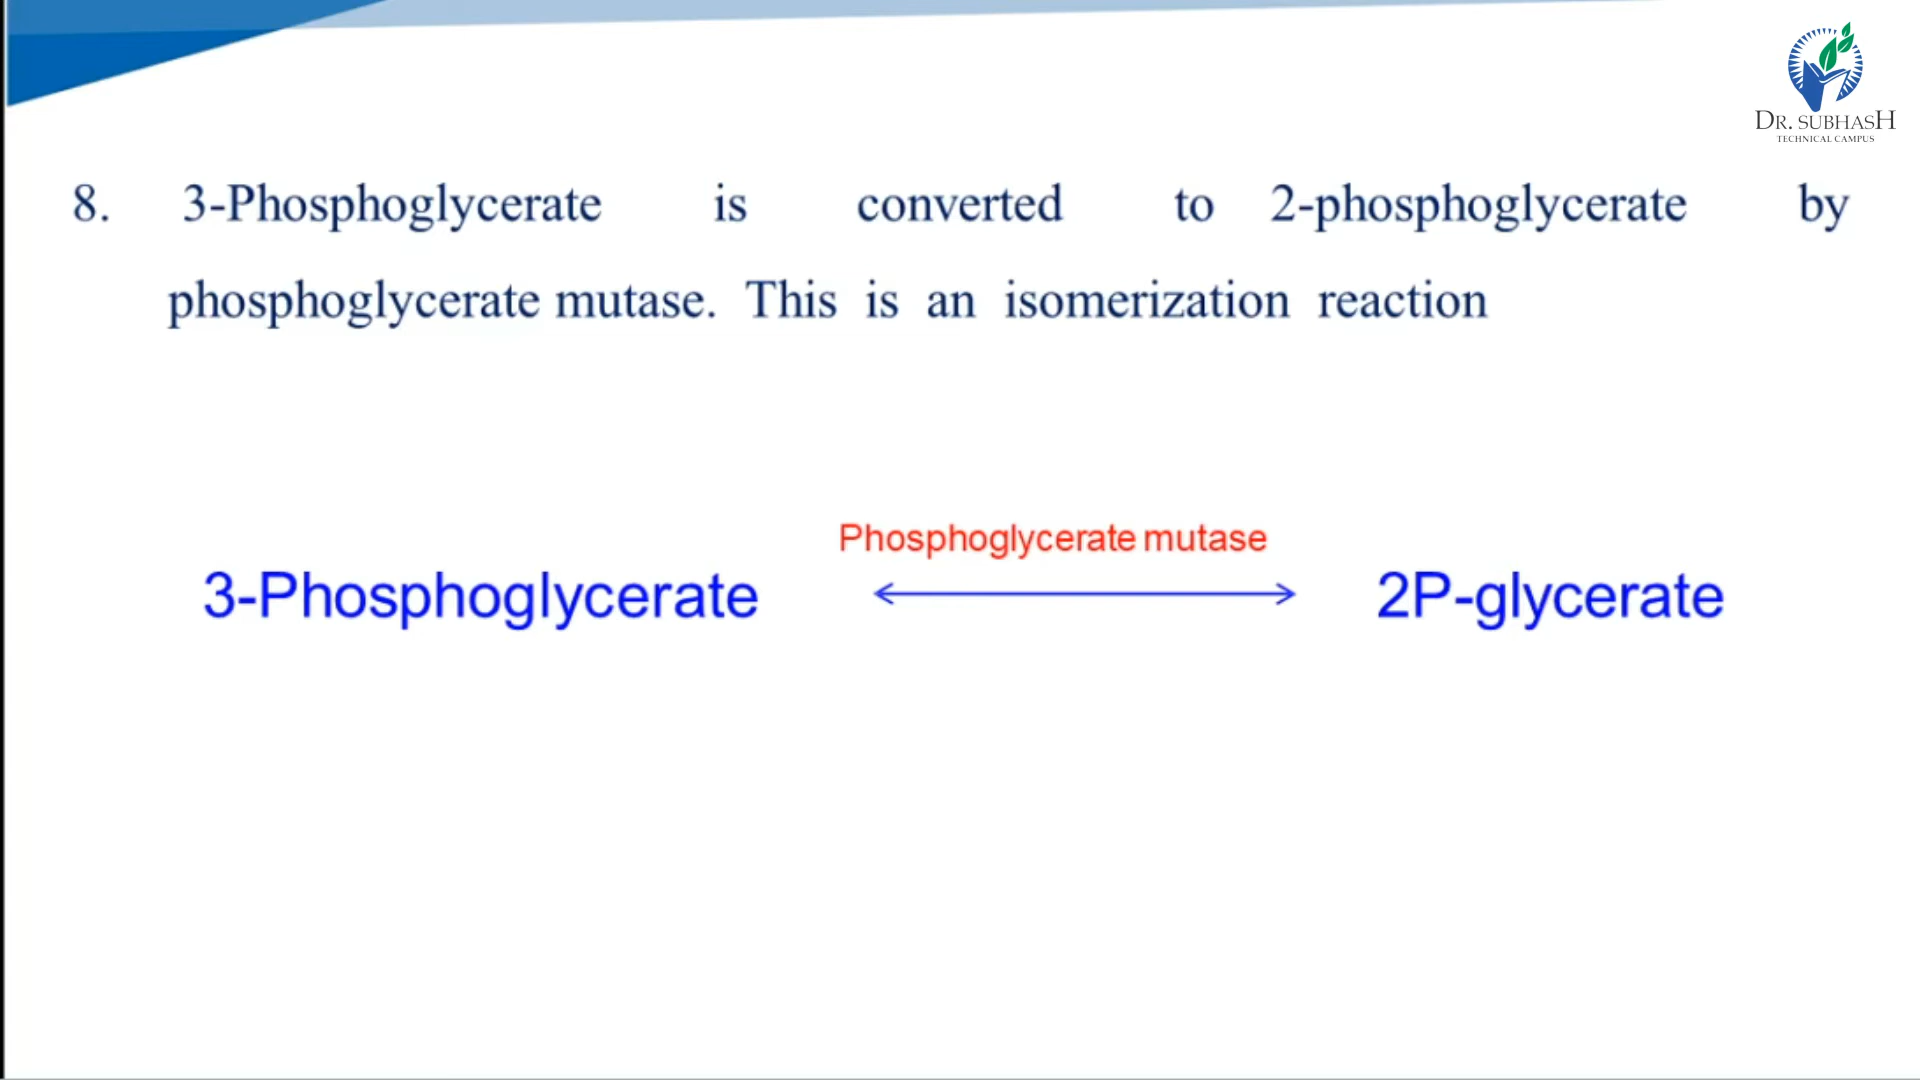 DR. SUBHASH
TECHNICAL CAMPUS
8. 3-Phosphoglycerate is converted to 2-phosphoglycerate by
phosphoglycerate mutase. This is an isomerization reaction
Phosphoglycerate mutase
3-Phosphoglycerate 2P-glycerate